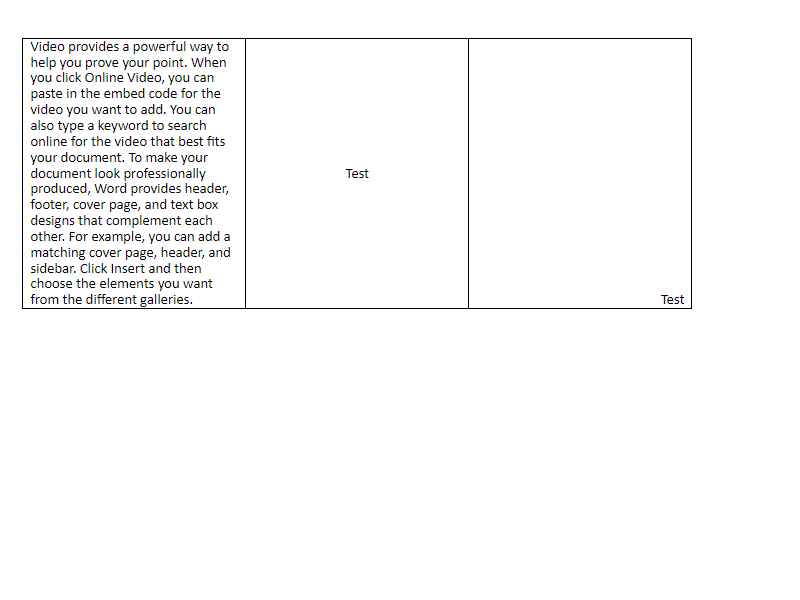 Video provides a powerful way to
help you prove your point. When
you click Online Video, you can
paste in the embed code for the
video you want to add. You can
also type a keyword to search
online for the video that best fits
your document. To make your
document look professionally
produced, Word provides header,
footer, cover page, and text box
designs that complement each
other. For example, you can add a
matching cover page, header, and
sidebar. Click Insert and then
choose the elements you want
from the different galleries.
Test
Test